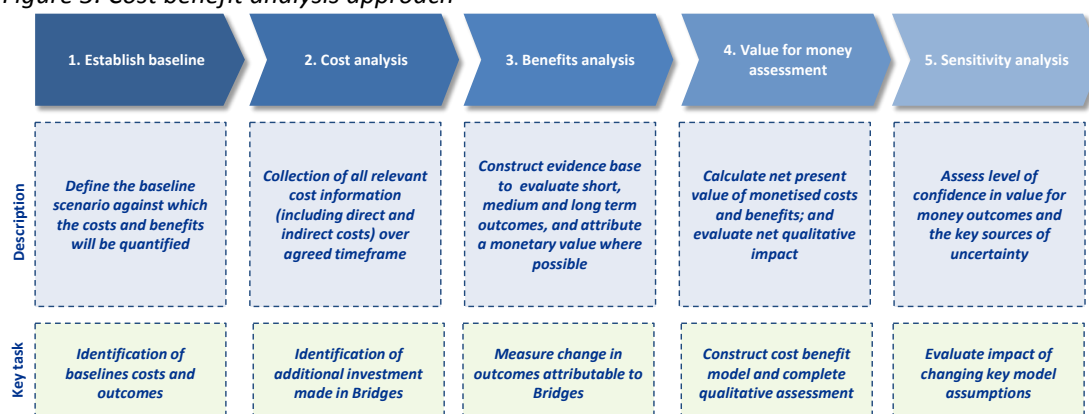 Figure 3: Cost benefit analysis approach
1. Establish baseline
2. Cost analysis
3. Benefits analysis
4. Value for money
assessment
5. Sensitivity analysis
Description
Define the baseline
scenario against which
the costs and benefits
will be quantified
Collection of all relevant
cost information
(including direct and
indirect costs) over
agreed timeframe
Construct evidence base
to evaluate short,
medium and long term
outcomes, and attribute
a monetary value where
possible
Calculate net present
value of monetised costs
and benefits; and
evaluate net qualitative
impact
Assess level of
confidence in value for
money outcomes and
the key sources of
uncertainty
Key task
Identification of
baselines costs and
outcomes
Identification of
additional investment
made in Bridges
Measure change in
outcomes attributable to
Bridges
Construct cost benefit
model and complete
qualitative assessment
Evaluate impact of
changing key model
assumptions